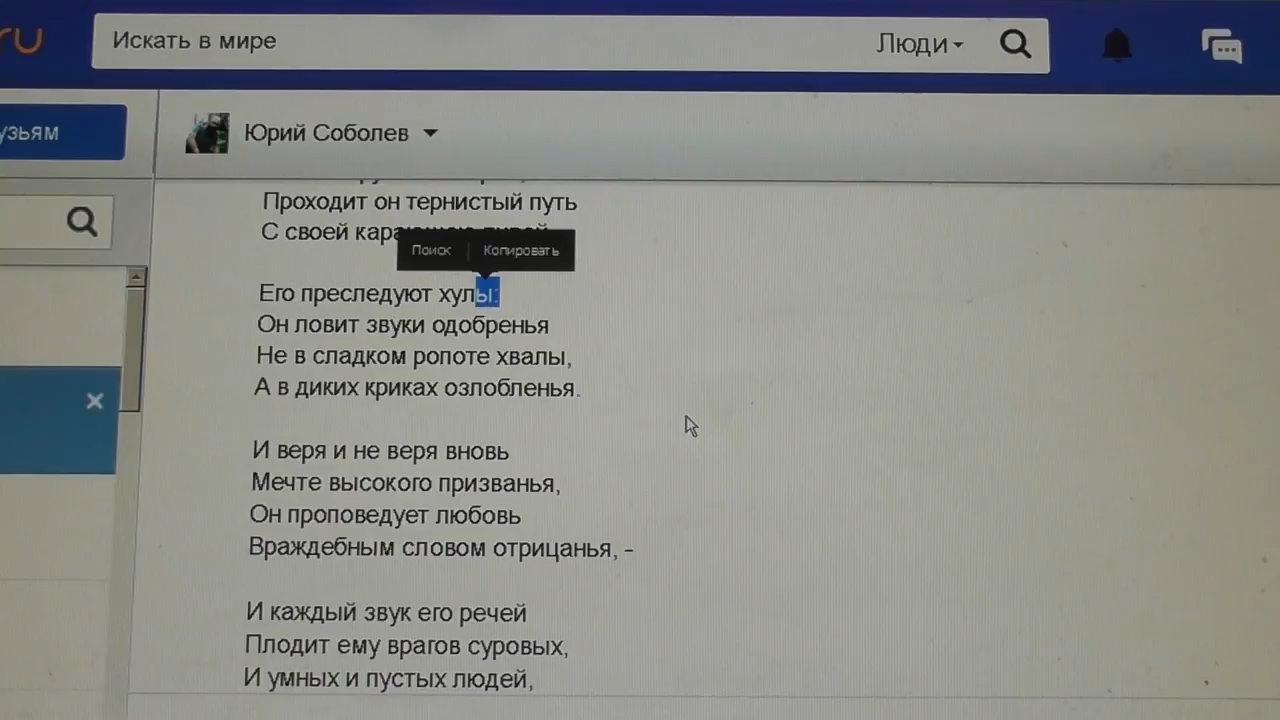 ru
Искать в мире
Люди
узьям
Юрий Соболев
Проходит он тернистый путь
С своей
Поиск
Копировать
Его преследуют хулы:
Он ловит звуки одобренья
Не в сладком ропоте хвалы,
А в диких криках озлобленья.
И веря и не веря вновь
Мечте высокого призванья,
Он проповедует любовь
Враждебным словом отрицанья, -
И каждый звук его речей
Плодит ему врагов суровых,
И умных и пустых людей,